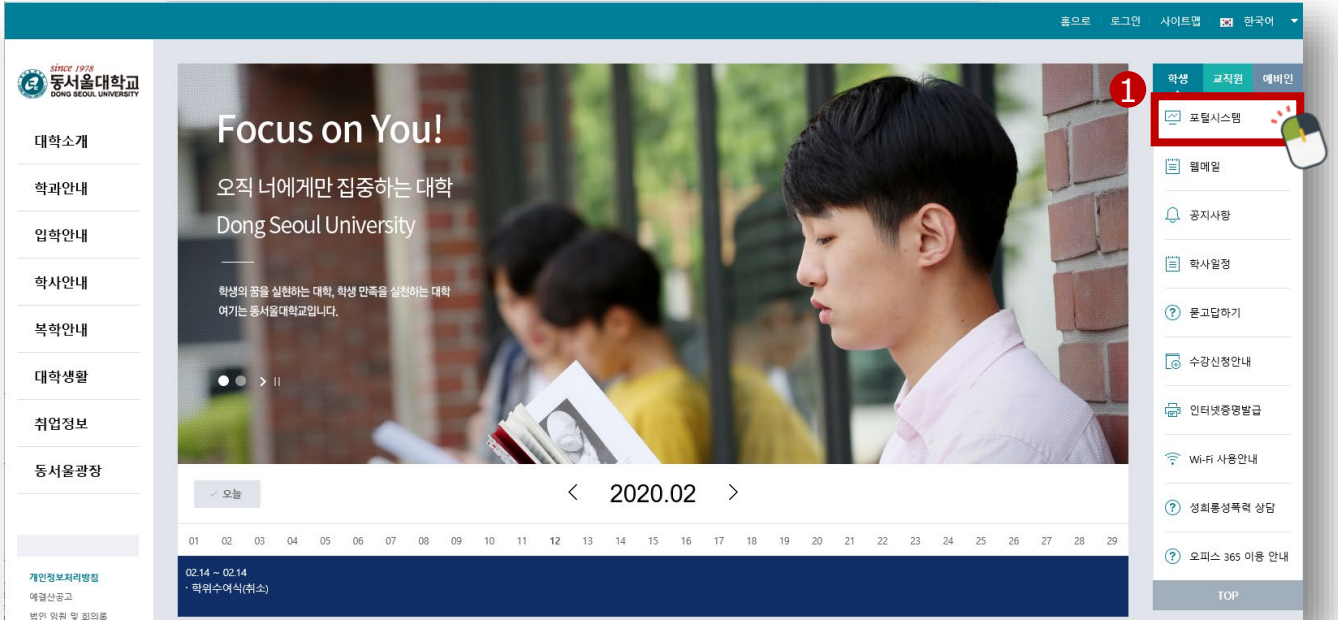 홈으로 로그인 사이트맵 한국어
since 1978
동서울대학교
DONG SEOUL UNIVERSITY
대학소개
학과안내
입학안내
학사안내
복학안내
대학생활
취업정보
동서울광장
개인정보처리방침
예결산공고
법인 임원 및 회의록
Focus on You!
오직 너에게만 집중하는 대학
Dong Seoul University
학생의 꿈을 실현하는 대학, 학생 만족을 실천하는 대학
여기는 동서울대학교입니다.
오늘
2020.02
01 02 03 04 05 06 07 08 09 10 11 12 13 14 15 16 17 18 19 20 21 22 23 24 25 26 27 28 29
02.14 ~ 02.14
· 학위수여식(취소)
1
학생 교직원 예비인
포털시스템
웹메일
공지사항
학사일정
묻고답하기
수강신청안내
인터넷증명발급
Wi-Fi 사용안내
성희롱성폭력 상담
오피스 365 이용 안내
TOP